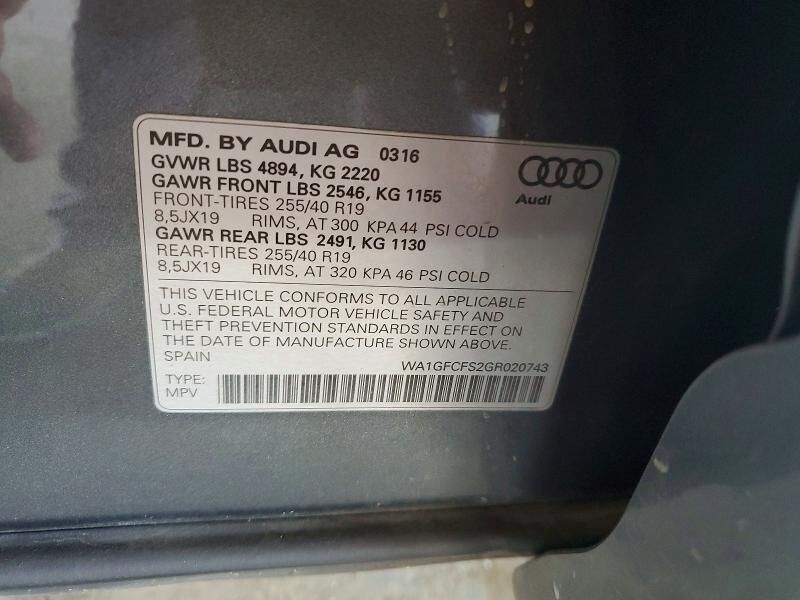 MFD. BY AUDI AG 0316
GVWR LBS 4894, KG 2220
GAWR FRONT LBS 2546, KG 1155
FRONT-TIRES 255/40 R19
8,5JX19 RIMS, AT 300 KPA 44 PSI COLD
GAWR REAR LBS 2491, KG 1130
REAR-TIRES 255/40 R19
8,5JX19 RIMS, AT 320 KPA 46 PSI COLD
Audi
THIS VEHICLE CONFORMS TO ALL APPLICABLE
U.S. FEDERAL MOTOR VEHICLE SAFETY AND
THEFT PREVENTION STANDARDS IN EFFECT ON
THE DATE OF MANUFACTURE SHOWN ABOVE.
SPAIN
WA1GFCFS2GR020743
TYPE:
MPV